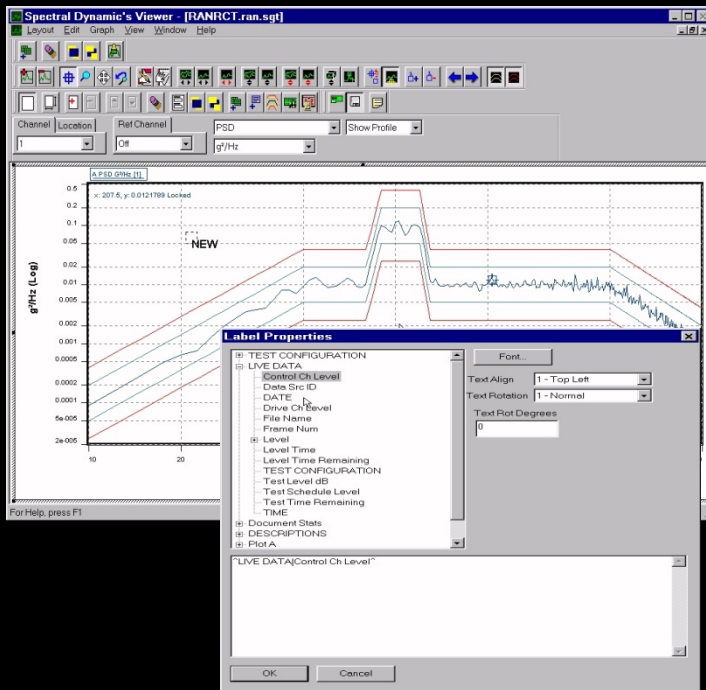 Spectral Dynamic's Viewer - [RANRCT.ran.sgt]
Layout Edit Graph View Window Help
Channel Location Ref Channel PSD Show Profile
1 Off g²/Hz
A PSD G²/Hz [1]
x: 207.5, y: 0.0121789 Locked
NEW
g²/Hz (Log)
0.5
0.2
0.1
0.05
0.02
0.01
0.005
0.002
0.001
0.0005
0.0002
0.0001
5e-005
2e-005
10 20
For Help, press F1
Label Properties
TEST CONFIGURATION
LIVE DATA
Control Ch Level
Data Src ID
DATE
Drive Ch Level
File Name
Frame Num
Level
Level Time
Level Time Remaining
TEST CONFIGURATION
Test Level dB
Test Schedule Level
Test Time Remaining
TIME
Document Stats
DESCRIPTIONS
Plot A
Font...
Text Align 1 - Top Left
Text Rotation 1 - Normal
Text Rot Degrees
0
^LIVE DATA|Control Ch Level^
OK Cancel